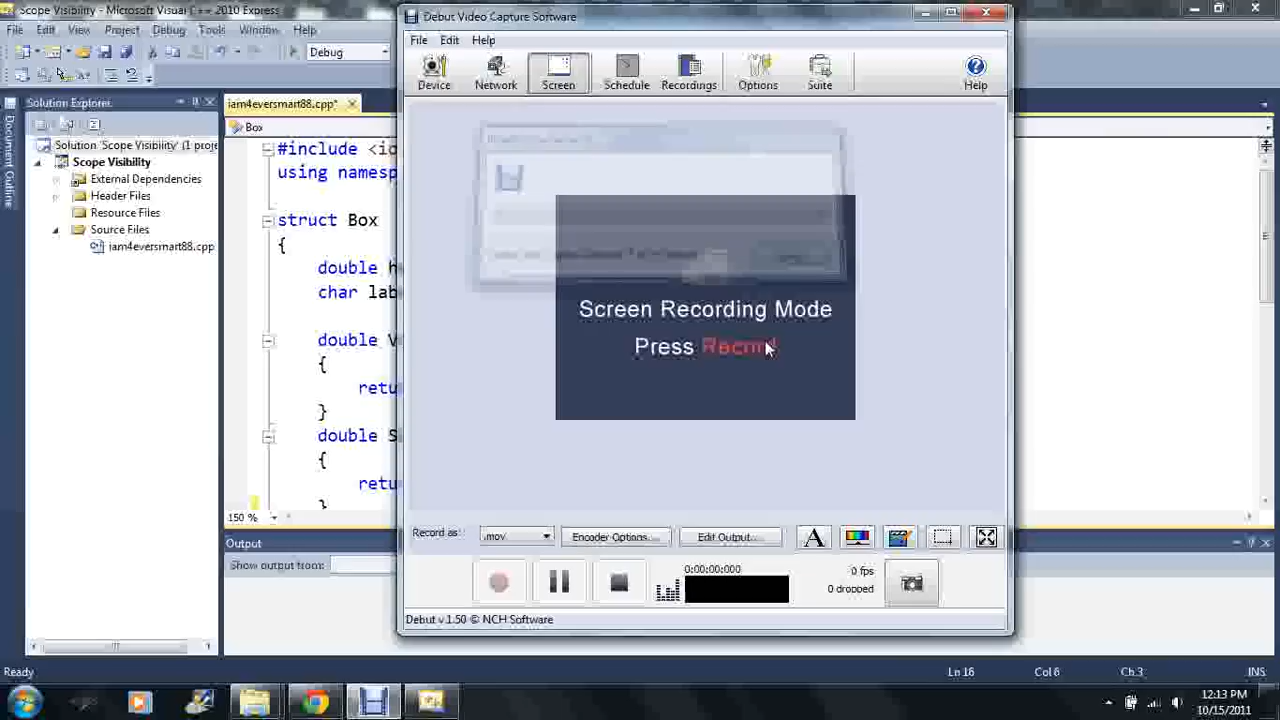 Scope Visibility - Microsoft Visual C++ 2010 Express
File Edit View Project Debug Tools Window Help
Debug
Solution Explorer
Solution 'Scope Visibility' (1 proje
Scope Visibility
External Dependencies
Header Files
Resource Files
Source Files
iam4eversmart88.cpp
Document Outline
iam4eversmart88.cpp*
Box
#include <io
using namesp
struct Box
{
double h
char lab
double V
{
retu
}
double S
{
retu
}
150 %
Output
Show output from:
Debut Video Capture Software
File Edit Help
Device Network Screen Schedule Recordings Options Suite Help
Screen Recording Mode
Press Record
Record as: .mov Encoder Options... Edit Output... A
0:00:00:000
0 fps
0 dropped
Debut v 1.50 © NCH Software
Ready Ln 16 Col 6 Ch 3 INS
12:13 PM
10/15/2011